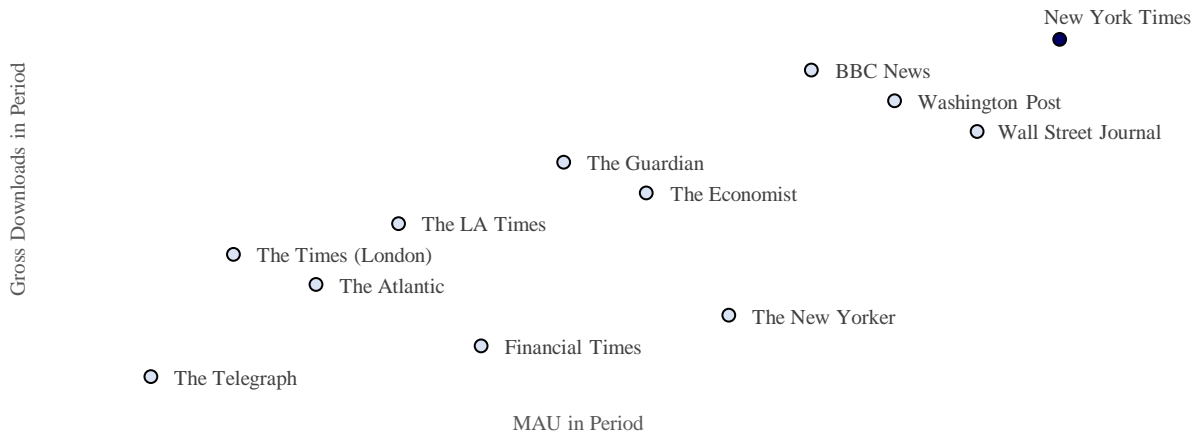 New York Times
BBC News
Washington Post
Wall Street Journal
The Guardian
The Economist
The LA Times
The Times (London)
The Atlantic
The New Yorker
Financial Times
The Telegraph
Gross Downloads in Period
MAU in Period